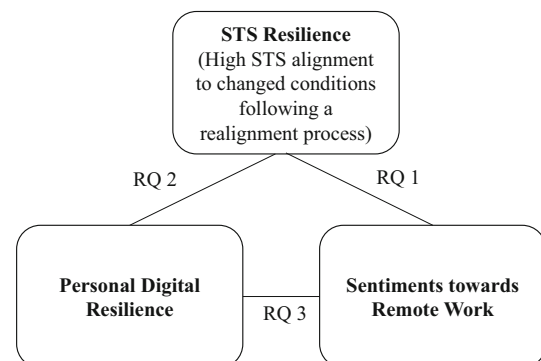 STS Resilience
(High STS alignment
to changed conditions
following a
realignment process)
RQ 2
RQ 1
Personal Digital
Resilience
RQ 3
Sentiments towards
Remote Work